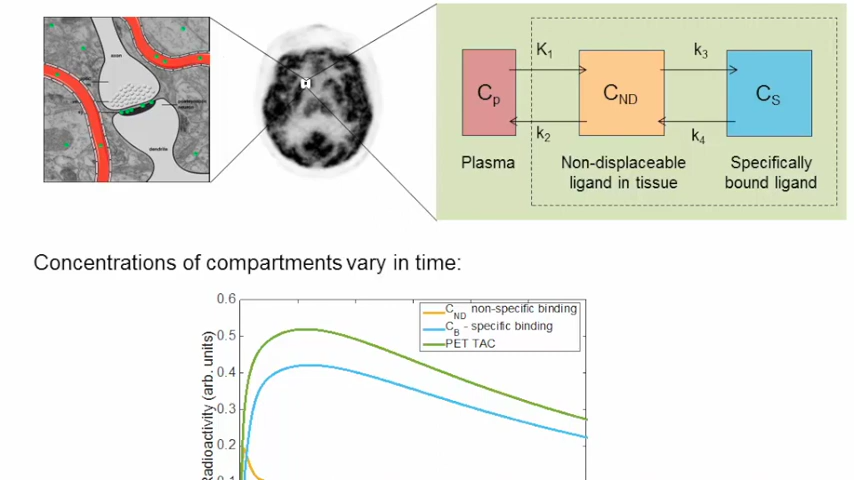 axon
dendrite
K1
k3
Cp
CND
CS
k2
k4
Plasma
Non-displaceable
ligand in tissue
Specifically
bound ligand
Concentrations of compartments vary in time:
0.6
0.5
0.4
0.3
0.2
Radioactivity (arb. units)
CND non-specific binding
CB - specific binding
PET TAC